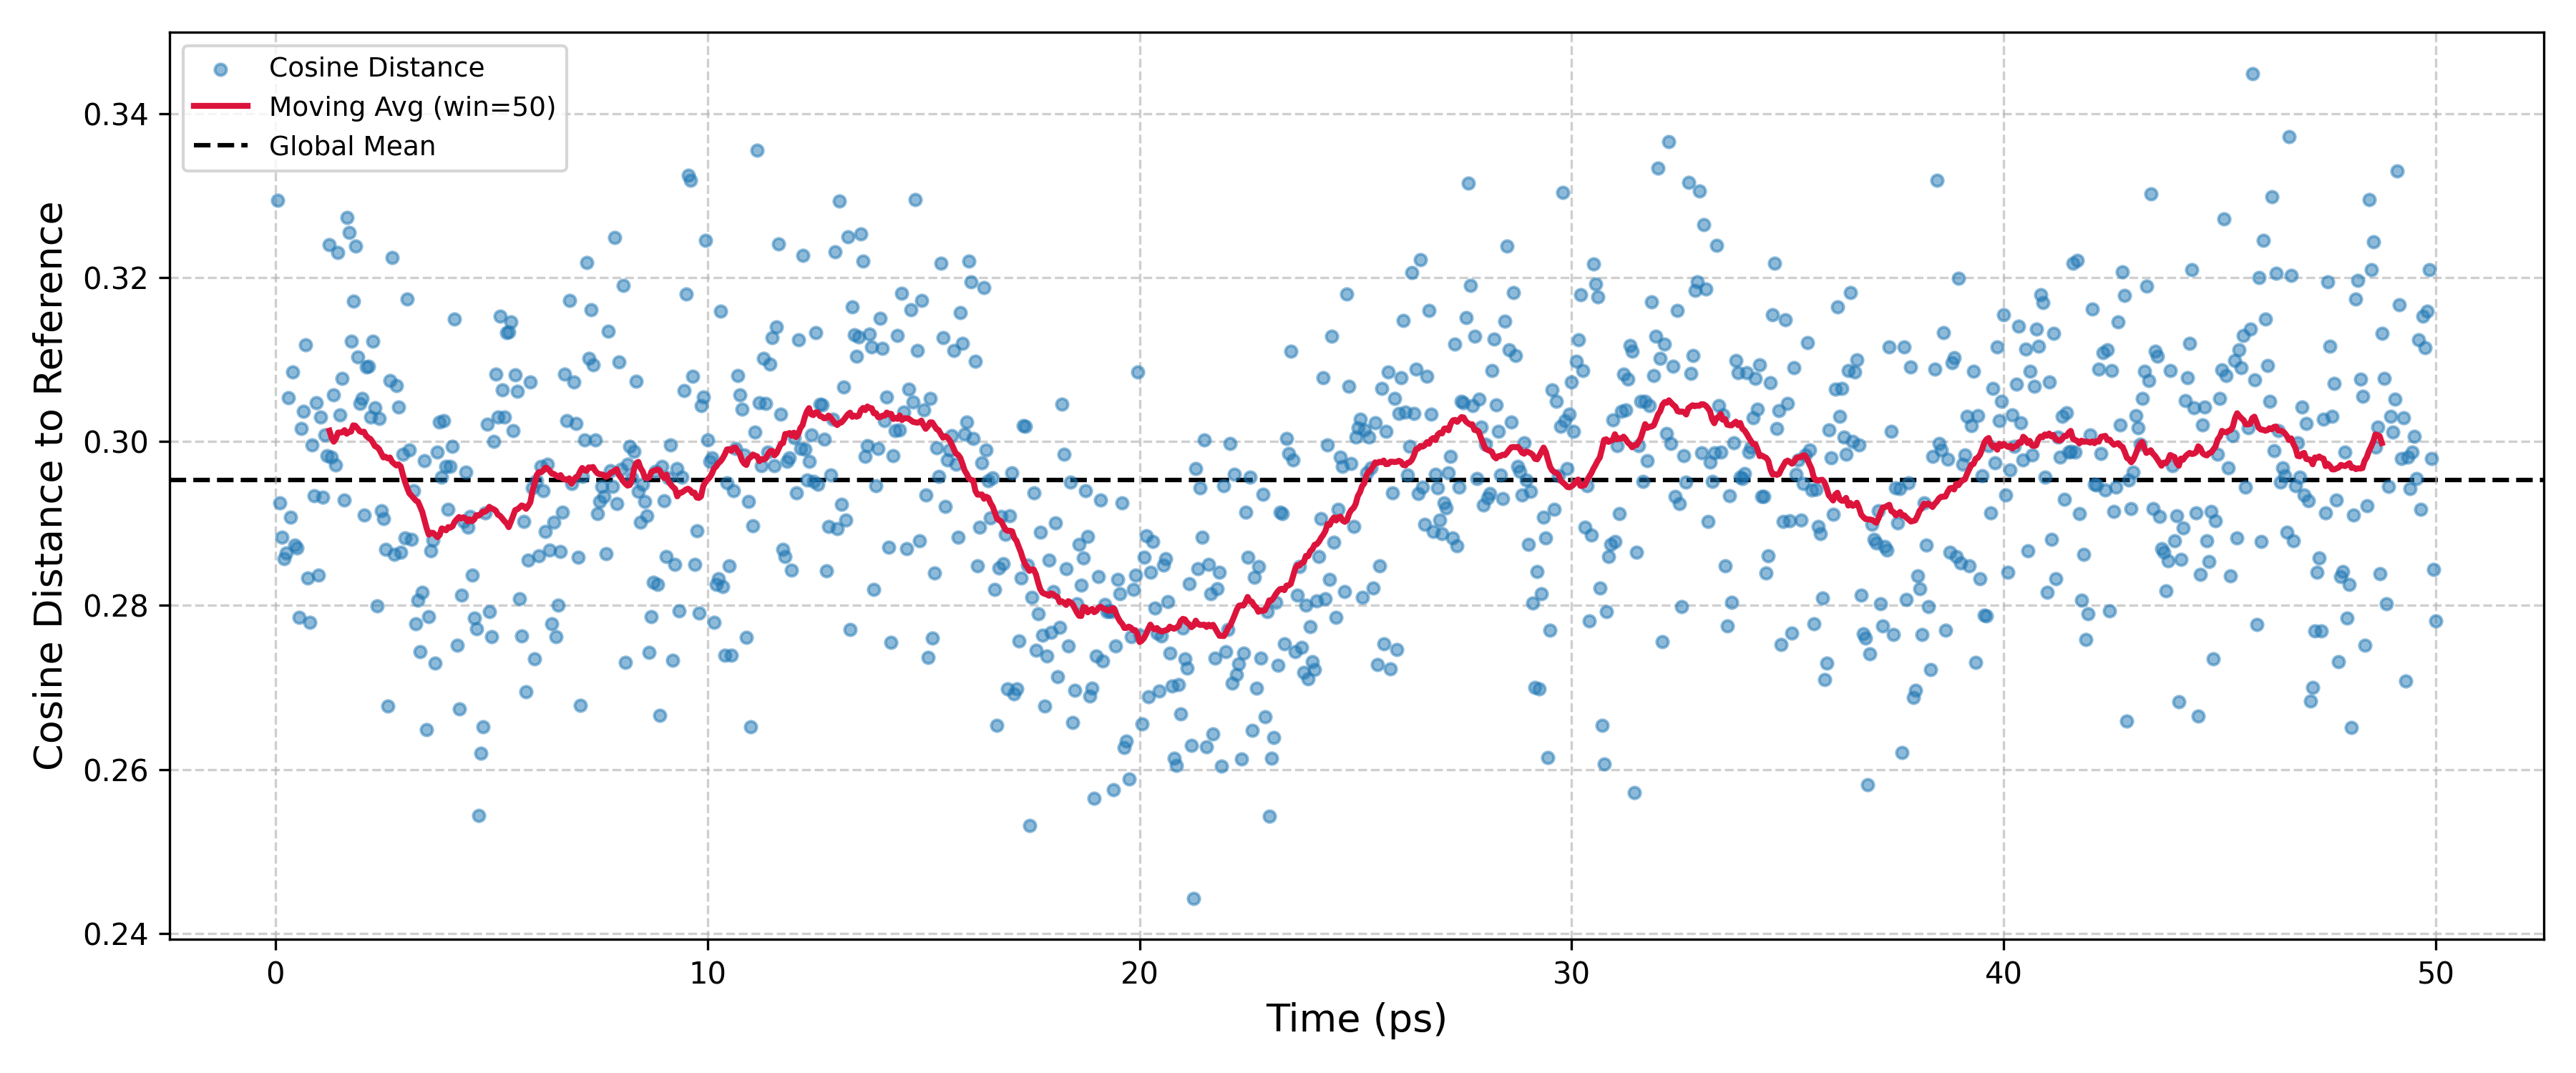 Cosine Distance
Moving Avg (win=50)
Global Mean
Cosine Distance to Reference
0.34
0.32
0.30
0.28
0.26
0.24
0
10
20
30
40
50
Time (ps)